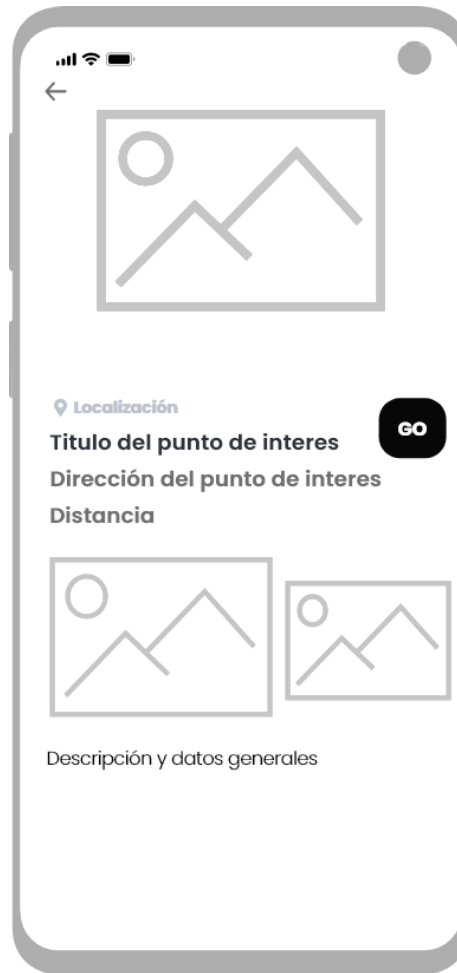 Localización
GO
Titulo del punto de interes
Dirección del punto de interes
Distancia
Descripción y datos generales